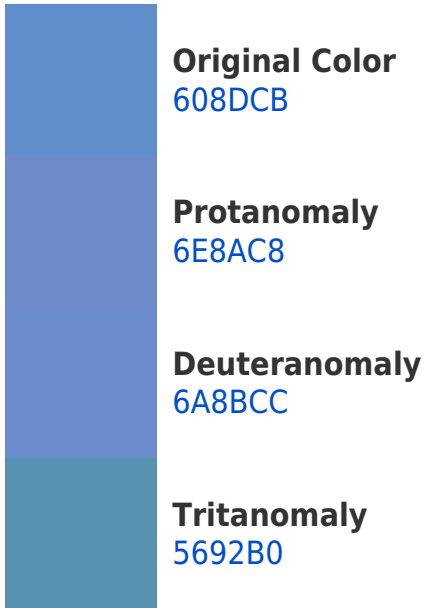 Original Color
608DCB
Protanomaly
6E8AC8
Deuteranomaly
6A8BCC
Tritanomaly
5692B0